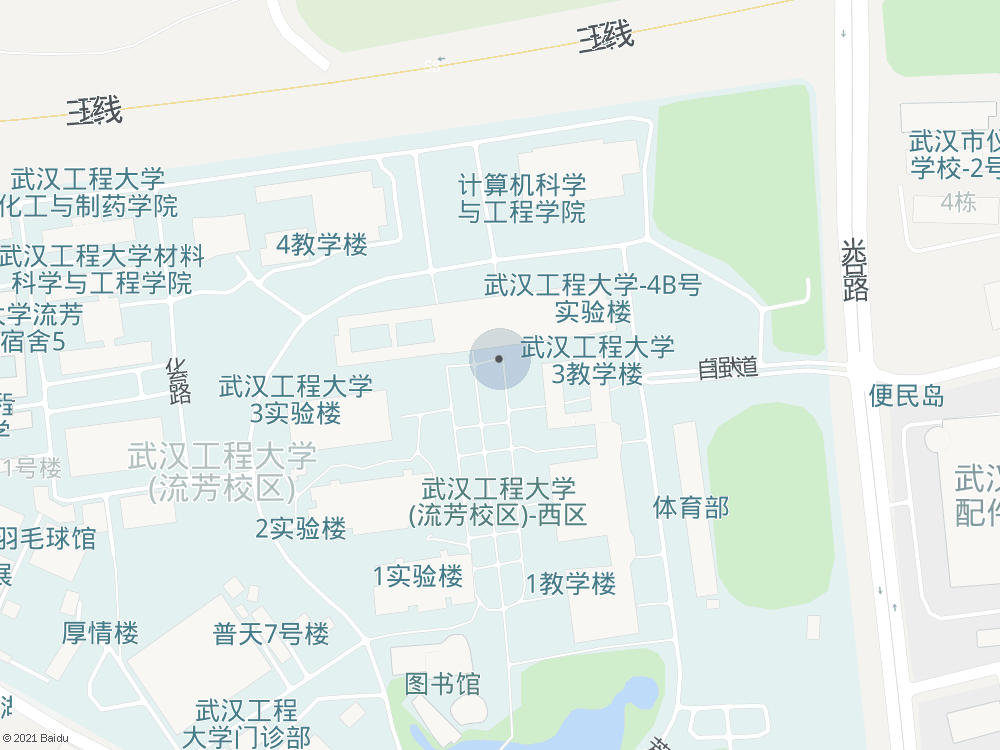 武汉工程大学
化工与制药学院
4教学楼
计算机科学
与工程学院
武汉市仪
学校-2号
4栋
武汉工程大学材料
科学与工程学院
大学流芳
宿舍5
武汉工程大学-4B号
实验楼
光谷一路
武汉工程大学
3教学楼
自强大道
便民岛
武汉工程大学
3实验楼
武汉工程大学
(流芳校区)
1号楼
武汉工程大学
(流芳校区)-西区
2实验楼
体育部
武汉
配件
羽毛球馆
展
1实验楼
1教学楼
厚情楼
普天7号楼
图书馆
武汉工程
大学门诊部
湖
© 2021 Baidu